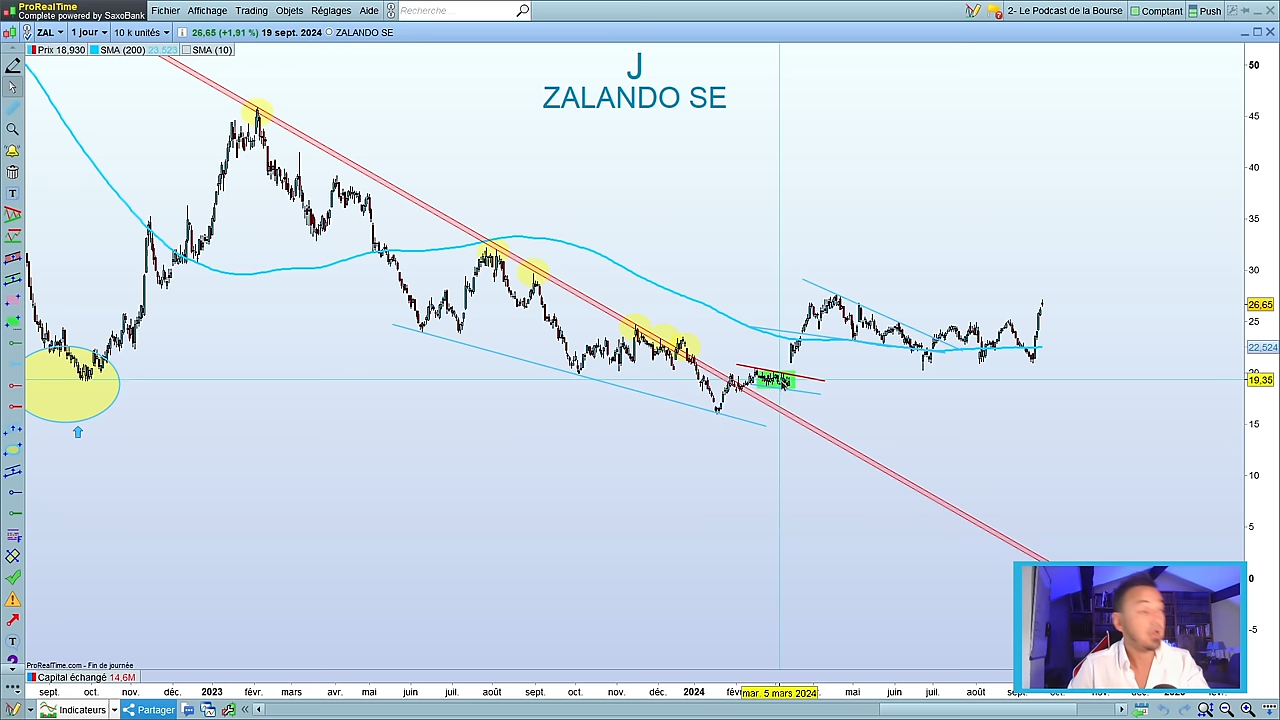 ProRealTime
Complete powered by SaxoBank
Fichier Affichage Trading Objets Réglages Aide Recherche... 2- Le Podcast de la Bourse Comptant Push
ZAL 1 jour 10 k unités 26,65 (+1,91 %) 19 sept. 2024 ZALANDO SE
Prix 18,930 SMA (200) 23,523 SMA (10)
J
ZALANDO SE
50
45
40
35
30
26,65
25
22,524
20
19,35
15
10
5
0
-5
ProRealTime.com - Fin de journée
Capital échangé 14,6M
sept. oct. nov. déc. 2023 févr. mars avr. mai juin juil. août sept. oct. nov. déc. 2024 févr mar. 5 mars 2024 mai juin juil. août sept.
Indicateurs Partager